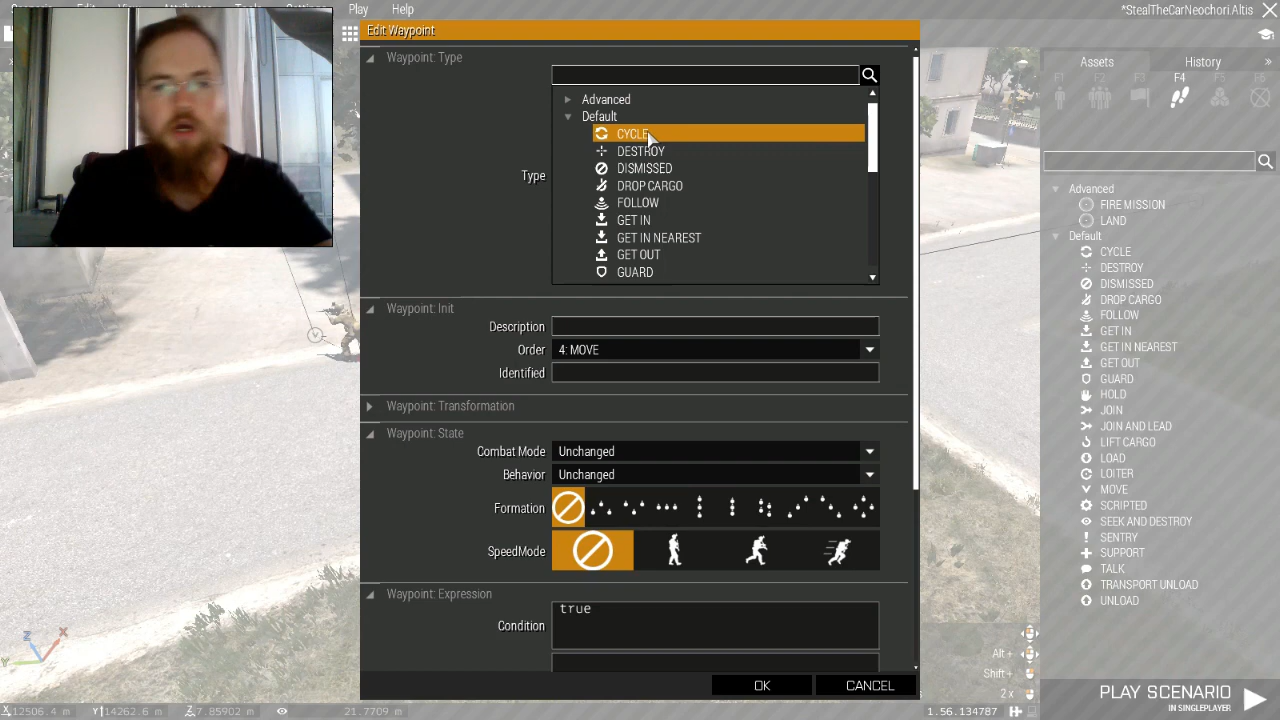 Play Help
*StealTheCarNeochori.Altis
Edit Waypoint
Waypoint: Type
Advanced
Default
CYCLE
DESTROY
DISMISSED
Type
DROP CARGO
FOLLOW
GET IN
GET IN NEAREST
GET OUT
GUARD
Waypoint: Init
Description
Order 4: MOVE
Identified
Waypoint: Transformation
Waypoint: State
Combat Mode Unchanged
Behavior Unchanged
Formation
SpeedMode
Waypoint: Expression
true
Condition
OK CANCEL
Assets History »
F1 F2 F3 F4 F5 F6
Advanced
FIRE MISSION
LAND
Default
CYCLE
DESTROY
DISMISSED
DROP CARGO
FOLLOW
GET IN
GET IN NEAREST
GET OUT
GUARD
HOLD
JOIN
JOIN AND LEAD
LIFT CARGO
LOAD
LOITER
MOVE
SCRIPTED
SEEK AND DESTROY
SENTRY
SUPPORT
TALK
TRANSPORT UNLOAD
UNLOAD
Alt +
Shift +
2 x
PLAY SCENARIO
IN SINGLEPLAYER
X 12506.4 m Y 14262.6 m Z 7.85902 m 21.7709 m 1.56.134787